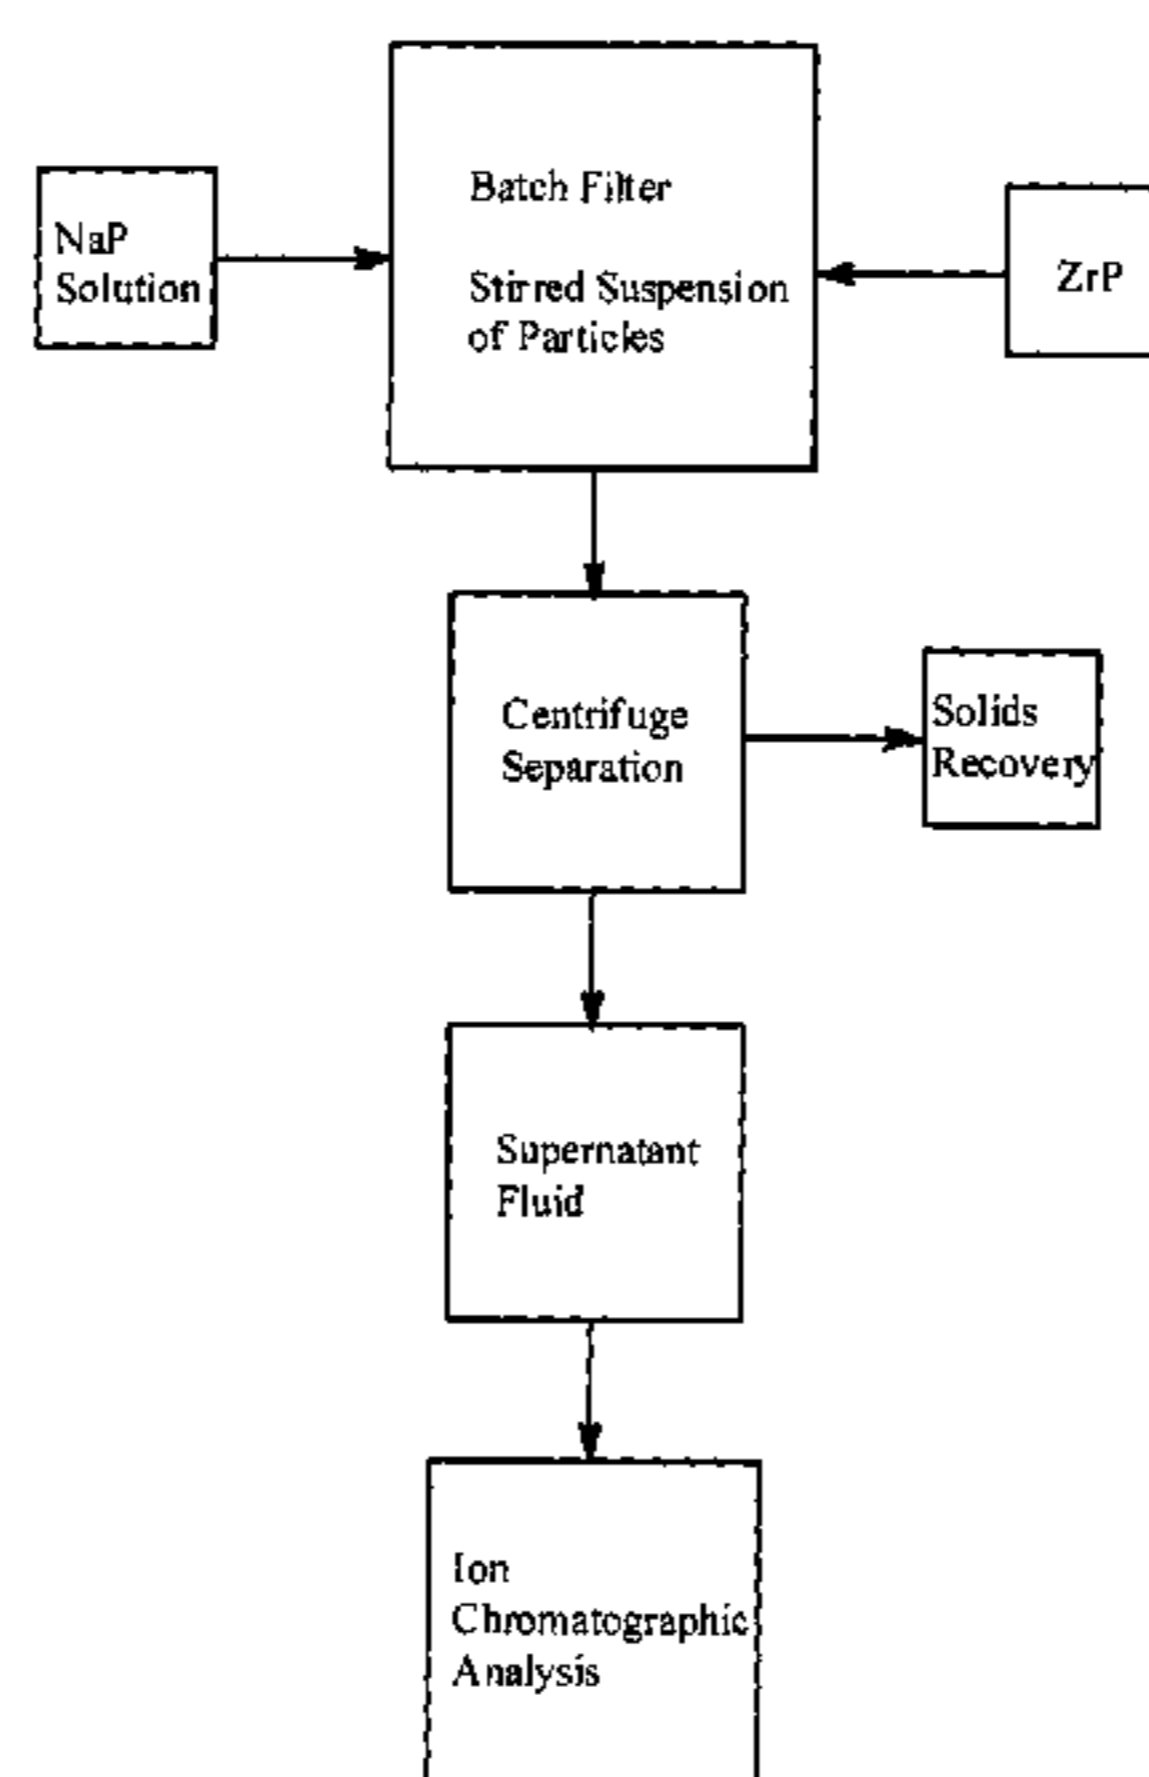 Batch Filter
NaP
Solution
Stirred Suspension
of Particles
ZrP
Centrifuge
Separation
Solids
Recovery
Supernatant
Fluid
Ion
Chromatographic
Analysis